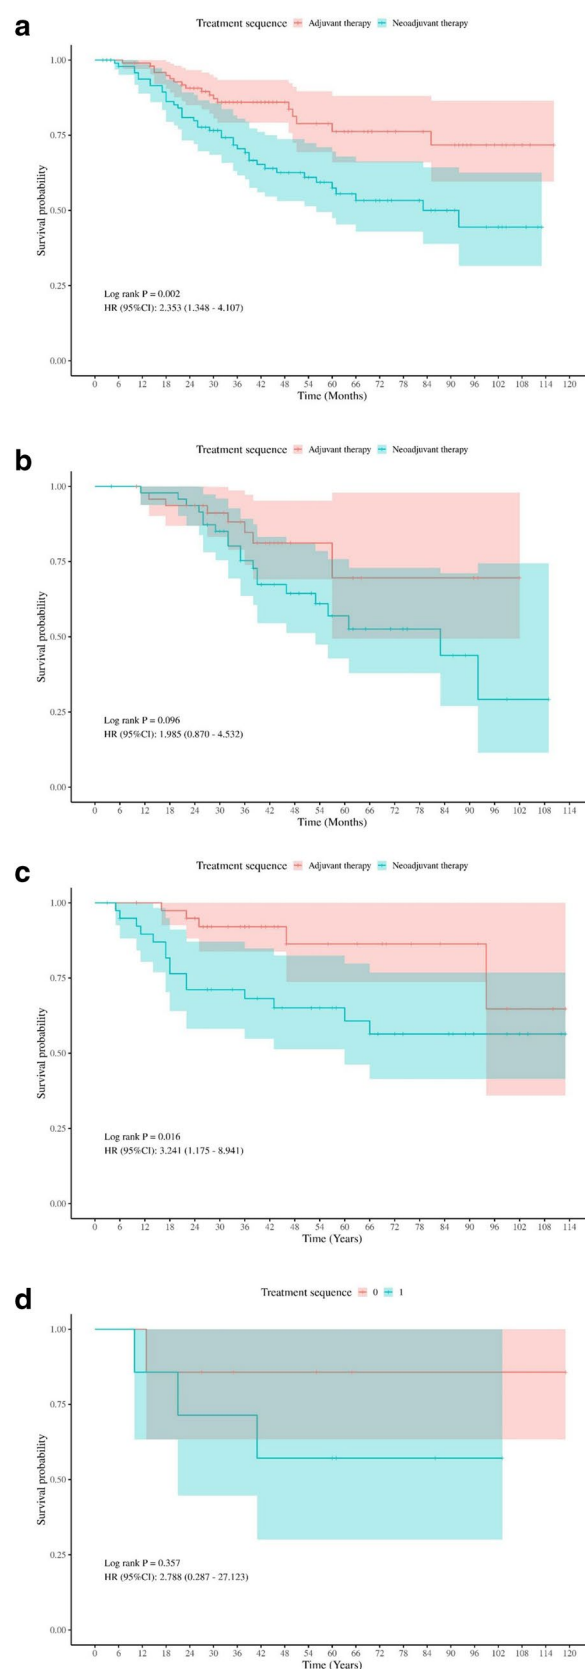 a
Treatment sequence Adjuvant therapy Neoadjuvant therapy
1.00
0.75
0.50
0.25
0.00
Survival probability
Log rank P = 0.002
HR (95%CI): 2.353 (1.348 - 4.107)
0 6 12 18 24 30 36 42 48 54 60 66 72 78 84 90 96 102 108 114 120
Time (Months)
b
Treatment sequence Adjuvant therapy Neoadjuvant therapy
1.00
0.75
0.50
0.25
0.00
Survival probability
Log rank P = 0.096
HR (95%CI): 1.985 (0.870 - 4.532)
0 6 12 18 24 30 36 42 48 54 60 66 72 78 84 90 96 102 108 114
Time (Months)
c
Treatment sequence Adjuvant therapy Neoadjuvant therapy
1.00
0.75
0.50
0.25
0.00
Survival probability
Log rank P = 0.016
HR (95%CI): 3.241 (1.175 - 8.941)
0 6 12 18 24 30 36 42 48 54 60 66 72 78 84 90 96 102 108 114
Time (Years)
d
Treatment sequence 0 1
1.00
0.75
0.50
0.25
0.00
Survival probability
Log rank P = 0.357
HR (95%CI): 2.788 (0.287 - 27.123)
0 6 12 18 24 30 36 42 48 54 60 66 72 78 84 90 96 102 108 114 120
Time (Years)